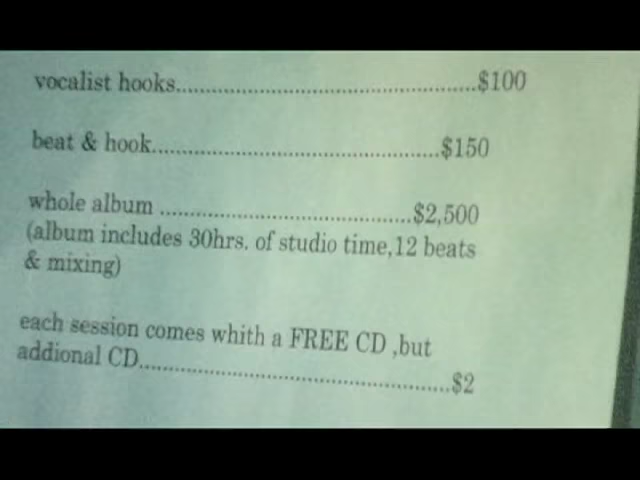 vocalist hooks..................................................$100
beat & hook................................................$150
whole album .........................................$2,500
(album includes 30hrs. of studio time,12 beats
& mixing)
each session comes whith a FREE CD ,but
addional CD....................................................$2